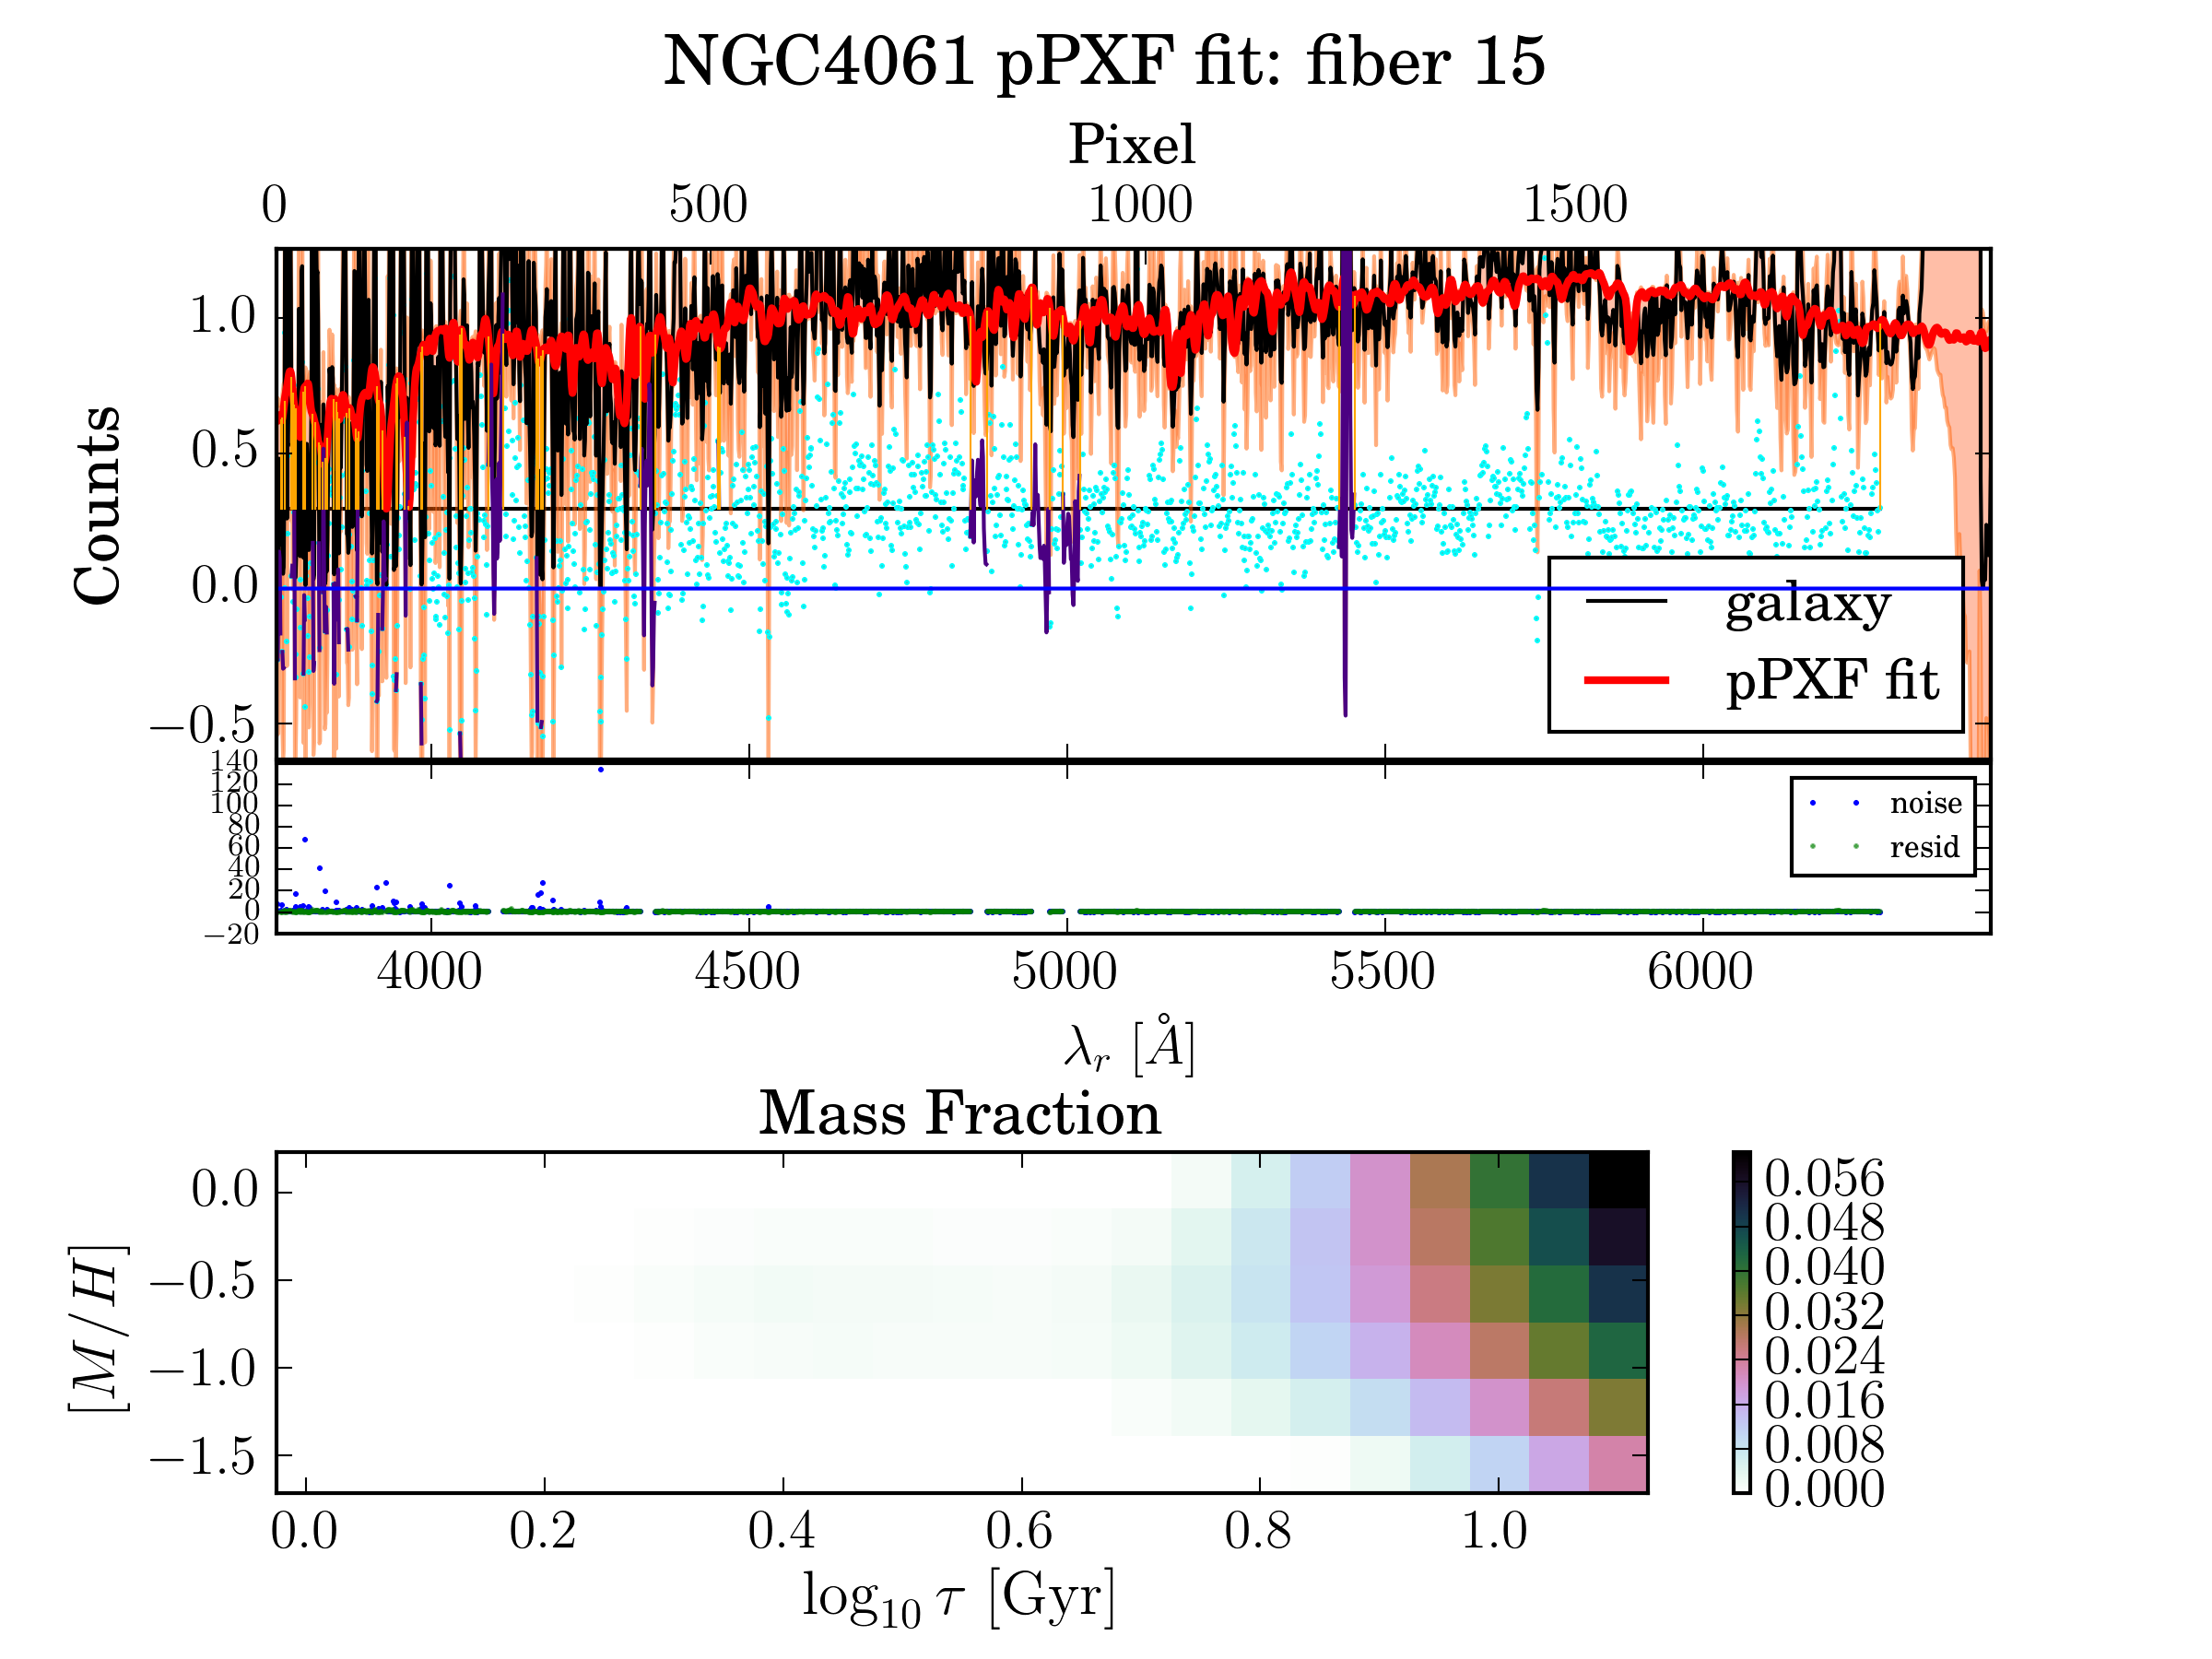 NGC4061 pPXF fit: fiber 15
Pixel
0 500 1000 1500
Counts
1.0
0.5
0.0
−0.5
galaxy
pPXF fit
140
120
100
80
60
40
20
0
−20
noise
resid
4000 4500 5000 5500 6000
λr [Å]
Mass Fraction
[M/H]
0.0
−0.5
−1.0
−1.5
0.0 0.2 0.4 0.6 0.8 1.0
log10 τ [Gyr]
0.056
0.048
0.040
0.032
0.024
0.016
0.008
0.000